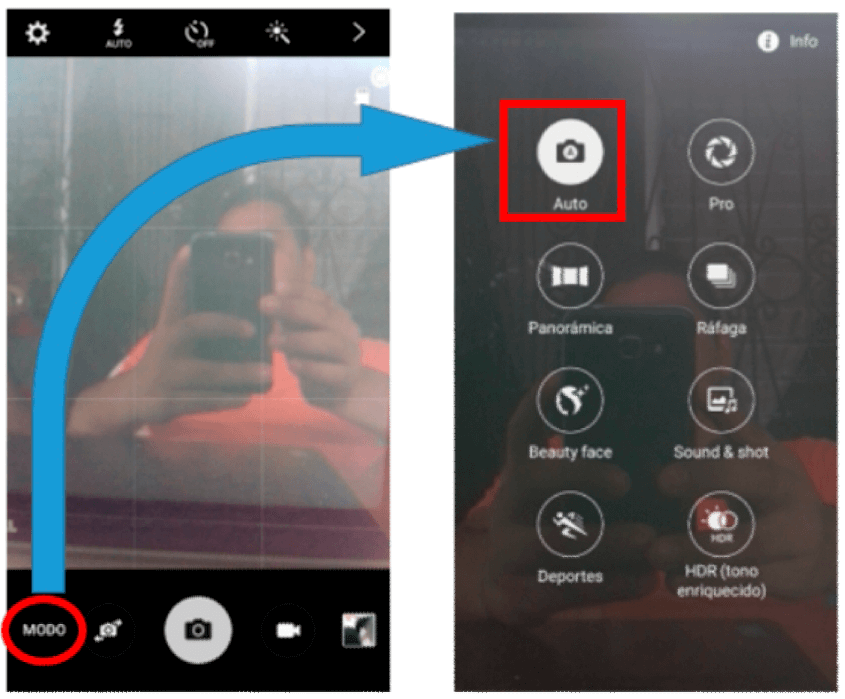 AUTO
OFF
MODO
Info
Auto
Pro
Panorámica
Ráfaga
Beauty face
Sound & shot
Deportes
HDR
HDR (tono
enriquecido)